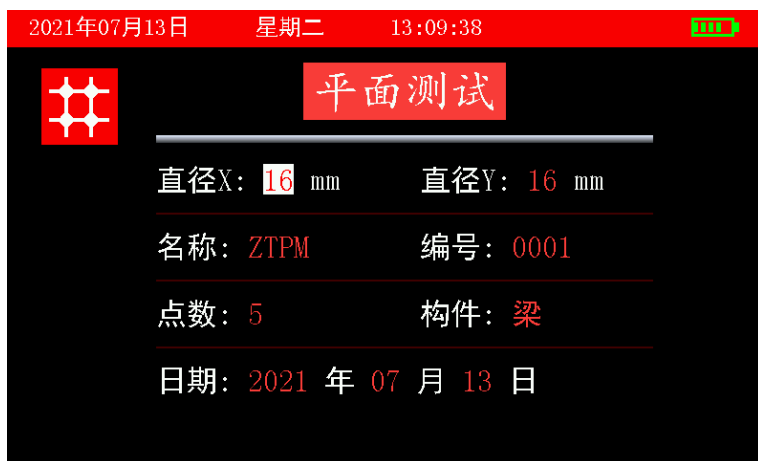 2021年07月13日 星期二 13:09:38
平面测试
直径X: 16 mm 直径Y: 16 mm
名称: ZTPM 编号: 0001
点数: 5 构件: 梁
日期: 2021 年 07 月 13 日